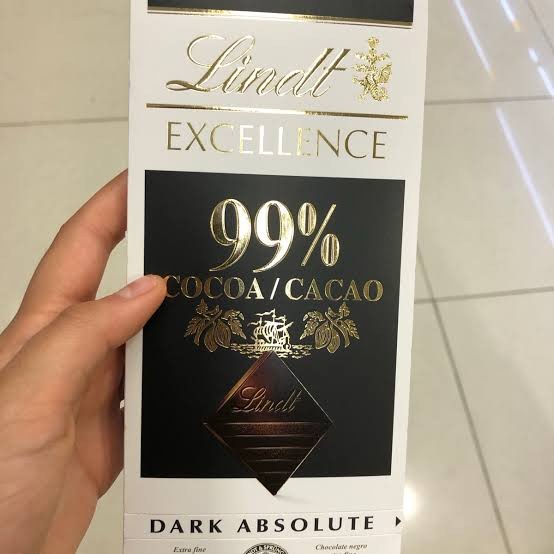 Lindt
EXCELLENCE
99%
COCOA / CACAO
Lindt
DARK ABSOLUTE
Extra fine
Chocolate negro